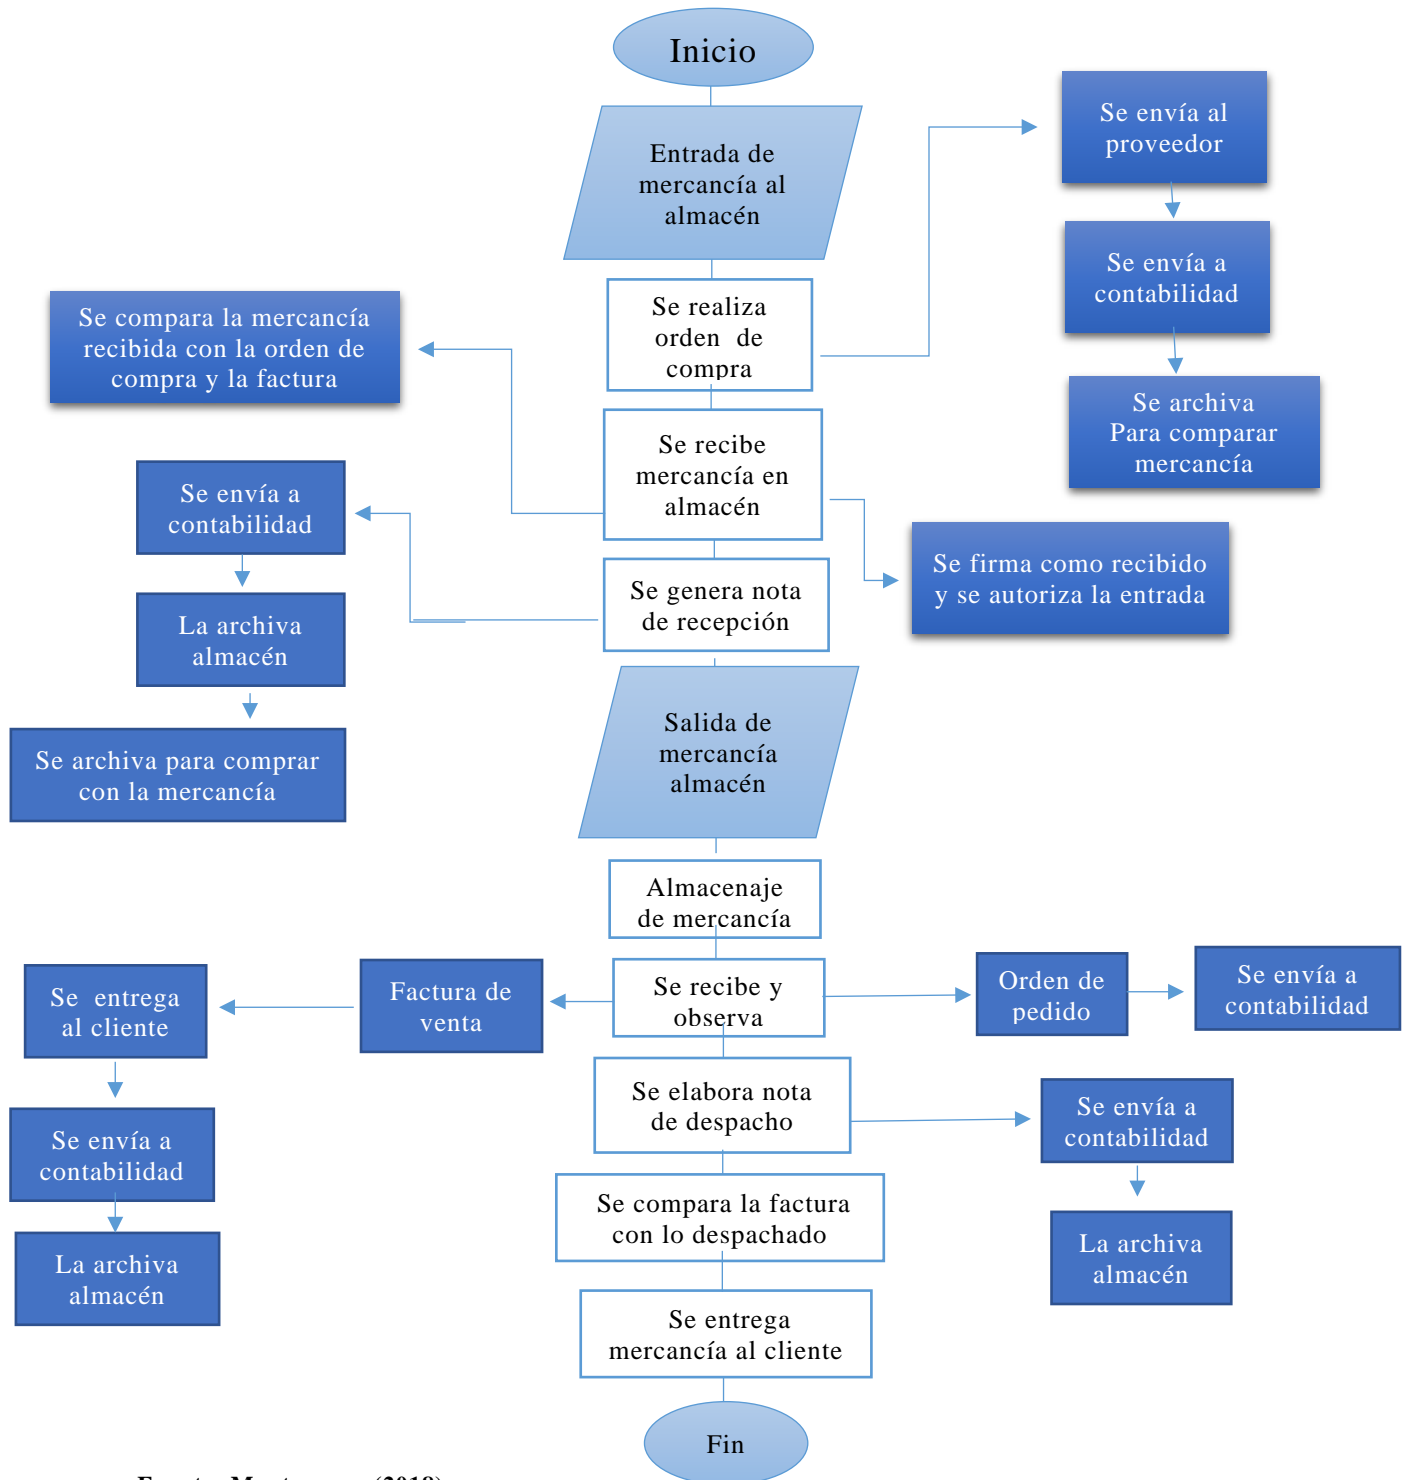 Inicio
Entrada de
mercancía al
almacén
Se envía al
proveedor
Se envía a
contabilidad
Se archiva
Para comparar
mercancía
Se realiza
orden de
compra
Se compara la mercancía
recibida con la orden de
compra y la factura
Se recibe
mercancía en
almacén
Se firma como recibido
y se autoriza la entrada
Se envía a
contabilidad
La archiva
almacén
Se archiva para comprar
con la mercancía
Se genera nota
de recepción
Salida de
mercancía
almacén
Almacenaje
de mercancía
Se recibe y
observa
Factura de
venta
Se entrega
al cliente
Se envía a
contabilidad
La archiva
almacén
Orden de
pedido
Se envía a
contabilidad
Se elabora nota
de despacho
Se envía a
contabilidad
La archiva
almacén
Se compara la factura
con lo despachado
Se entrega
mercancía al cliente
Fin
(2018)